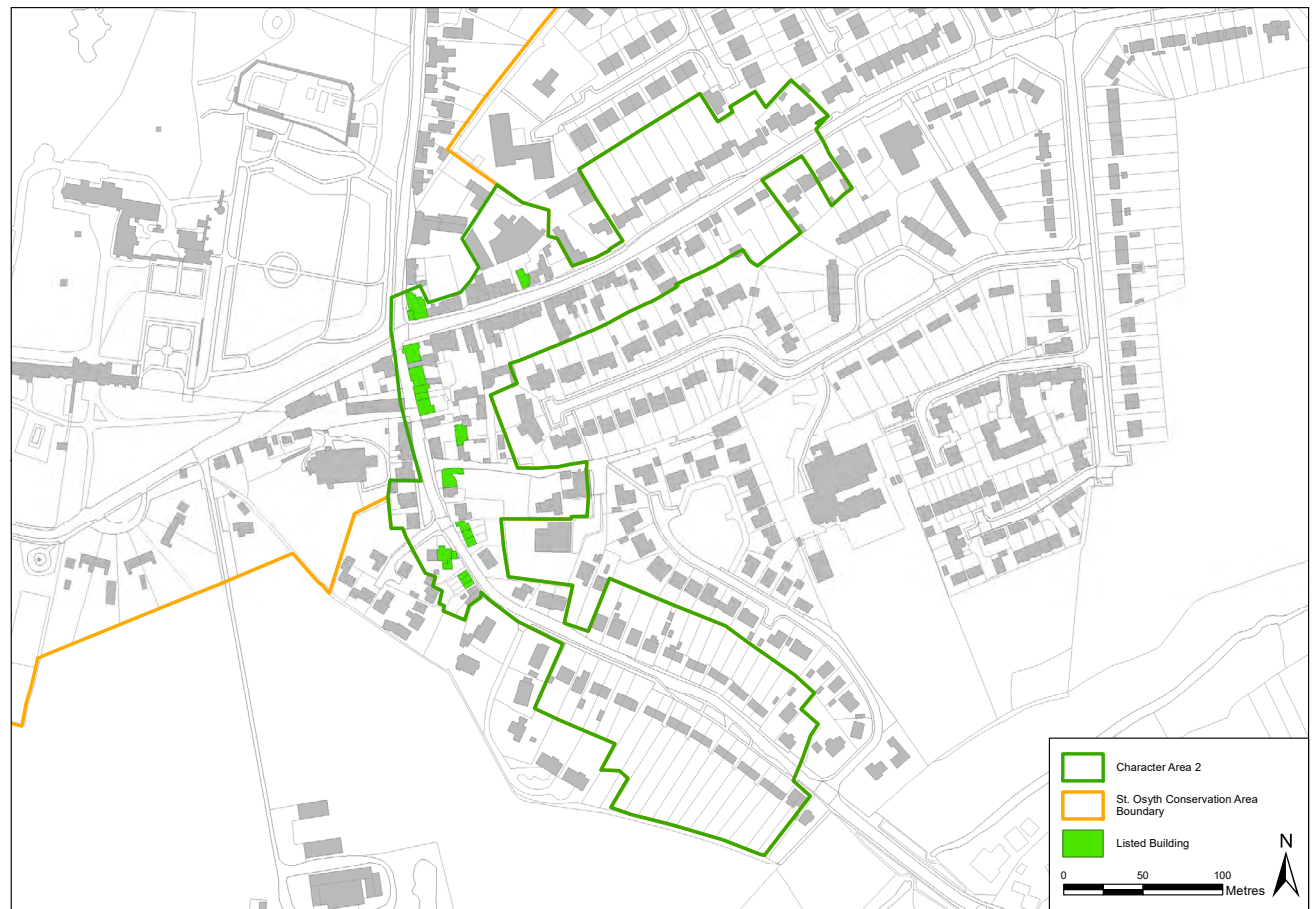 Character Area 2
St. Osyth Conservation Area
Boundary
Listed Building
N
0 50 100
Metres